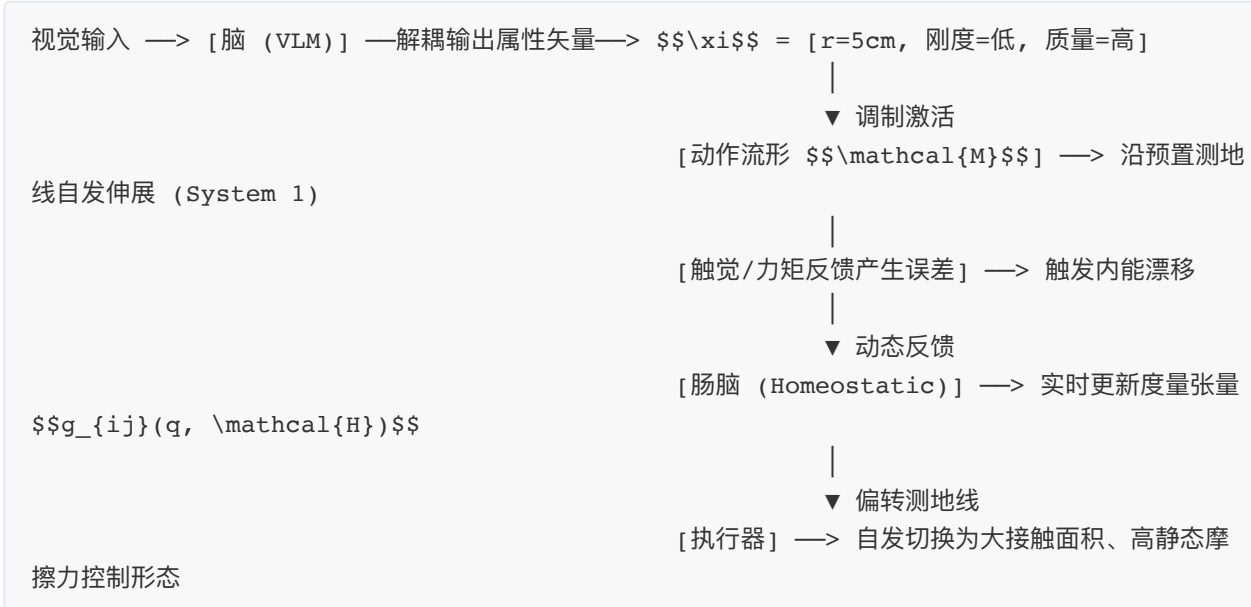 视觉输入 ——> [脑 (VLM)] ——解耦输出属性矢量——> $$\xi$$ = [r=5cm, 刚度=低, 质量=高]
│
▼ 调制激活
[动作流形 $$\mathcal{M}$$] ——> 沿预置测地
线自发伸展 (System 1)
│
[触觉/力矩反馈产生误差] ——> 触发内能漂移
│
▼ 动态反馈
[肠脑 (Homeostatic)] ——> 实时更新度量张量
$$g_{ij}(q, \mathcal{H})$$
│
▼ 偏转测地线
[执行器] ——> 自发切换为大接触面积、高静态摩
擦力控制形态